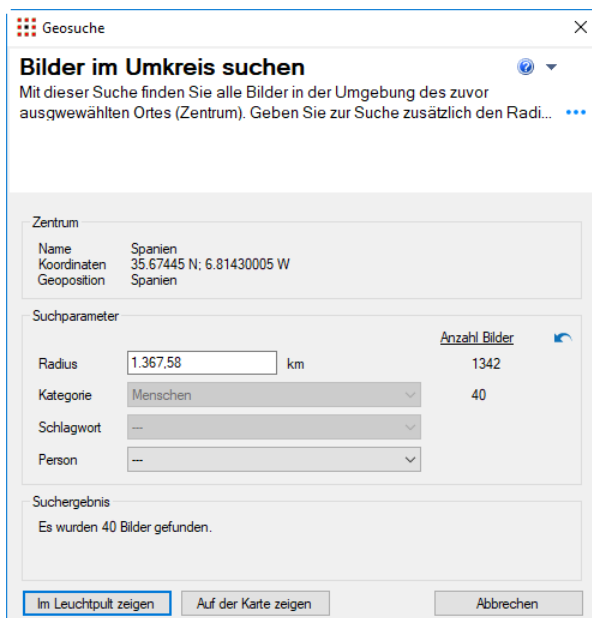 Geosuche
Bilder im Umkreis suchen
Mit dieser Suche finden Sie alle Bilder in der Umgebung des zuvor
ausgwewählten Ortes (Zentrum). Geben Sie zur Suche zusätzlich den Radi...
Zentrum
Name Spanien
Koordinaten 35.67445 N; 6.81430005 W
Geoposition Spanien
Suchparameter
Anzahl Bilder
Radius 1.367,58 km 1342
Kategorie Menschen 40
Schlagwort ---
Person ---
Suchergebnis
Es wurden 40 Bilder gefunden.
Im Leuchtpult zeigen Auf der Karte zeigen Abbrechen